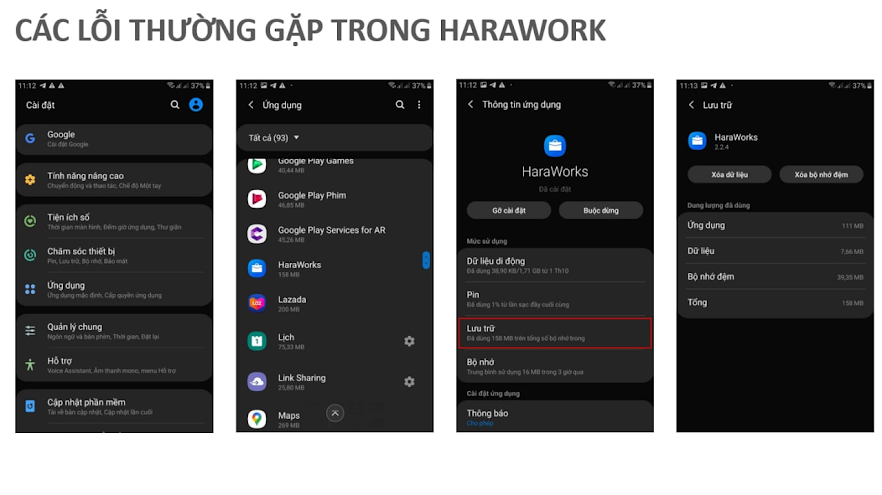 CÁC LỖI THƯỜNG GẶP TRONG HARAWORK
11:12
37%
Cài đặt
Google
Cài đặt Google
Tính năng nâng cao
Chuyển động và thao tác, Chế độ Một tay
Tiện ích số
Thời gian màn hình, Đếm giờ ứng dụng, Thư giãn
Chăm sóc thiết bị
Pin, Lưu trữ, Bộ nhớ, Bảo mật
Ứng dụng
Ứng dụng mặc định, Cấp quyền ứng dụng
Quản lý chung
Ngôn ngữ và bàn phím, Thời gian, Đặt lại
Hỗ trợ
Voice Assistant, Âm thanh mono, menu Hỗ trợ
Cập nhật phần mềm
Tải về bản cập nhật, Cập nhật lần cuối
11:12
37%
Ứng dụng
Tất cả (93)
Google Play Games
40,44 MB
Google Play Phim
46,85 MB
Google Play Services for AR
45,26 MB
HaraWorks
158 MB
Lazada
200 MB
Lịch
75,33 MB
Link Sharing
25,80 MB
Maps
269 MB
11:12
37%
Thông tin ứng dụng
HaraWorks
Đã cài đặt
Gỡ cài đặt
Buộc dừng
Mức sử dụng
Dữ liệu di động
Đã dùng 38,90 KB/1,71 GB từ 1 Th10
Pin
Đã dùng 1% từ lần sạc đầy cuối cùng
Lưu trữ
Đã dùng 158 MB trên tổng số bộ nhớ trong
Bộ nhớ
Trung bình sử dụng 16 MB trong 3 giờ qua
Cài đặt ứng dụng
Thông báo
Cho phép
11:13
37%
Lưu trữ
HaraWorks
2.2.4
Xóa dữ liệu
Xóa bộ nhớ đệm
Dung lượng đã dùng
Ứng dụng 111 MB
Dữ liệu 7,66 MB
Bộ nhớ đệm 39,35 MB
Tổng 158 MB